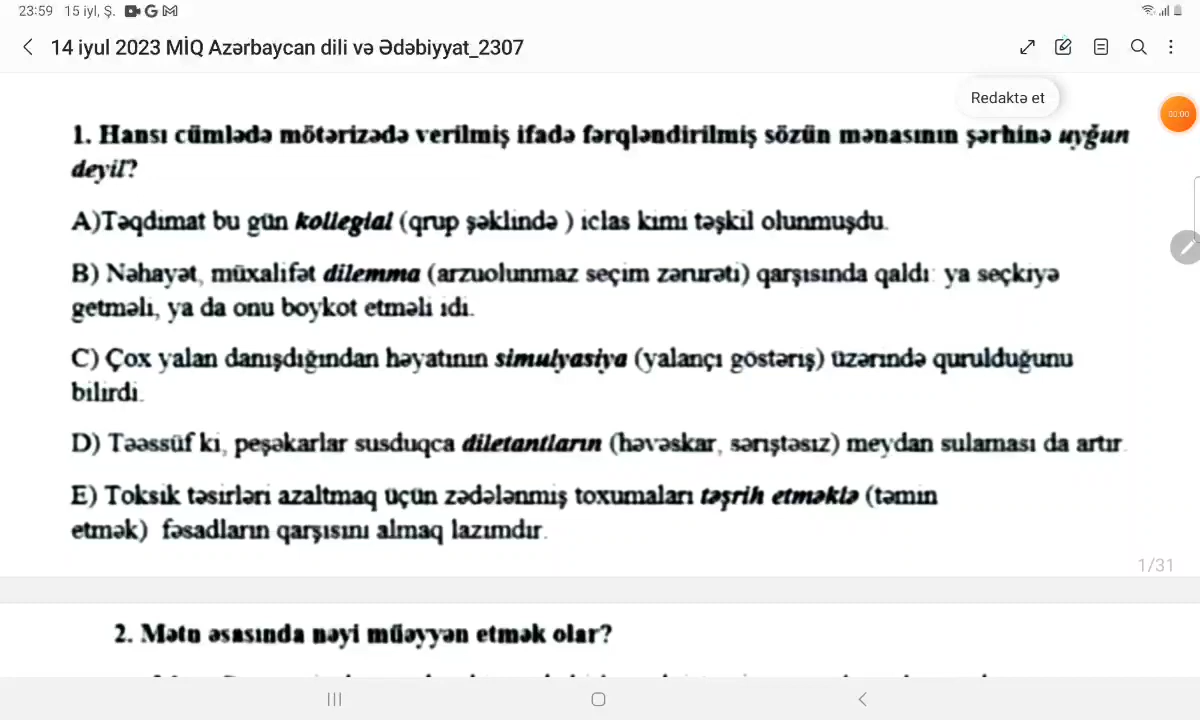 23:59 15 iyl, Ş.
14 iyul 2023 MİQ Azərbaycan dili və Ədəbiyyat_2307
Redaktə et
00:00
1. Hansı cümlədə mötərizədə verilmiş ifadə fərqləndirilmiş sözün mənasının şərhinə uyğun
deyil?
A)Təqdimat bu gün kollegial (qrup şəklində ) iclas kimi təşkil olunmuşdu.
B) Nəhayət, müxalifət dilemma (arzuolunmaz seçim zərurəti) qarşısında qaldı: ya seçkiyə
getməli, ya da onu boykot etməli idi.
C) Çox yalan danışdığından həyatının simulyasiya (yalançı göstəriş) üzərində qurulduğunu
bilirdi.
D) Təəssüf ki, peşəkarlar susduqca diletantların (həvəskar, səriştəsiz) meydan sulaması da artır.
E) Toksik təsirləri azaltmaq üçün zədələnmiş toxumaları təşrih etməklə (təmin
etmək) fəsadların qarşısını almaq lazımdır.
1/31
2. Mətn əsasında nəyi müəyyən etmək olar?